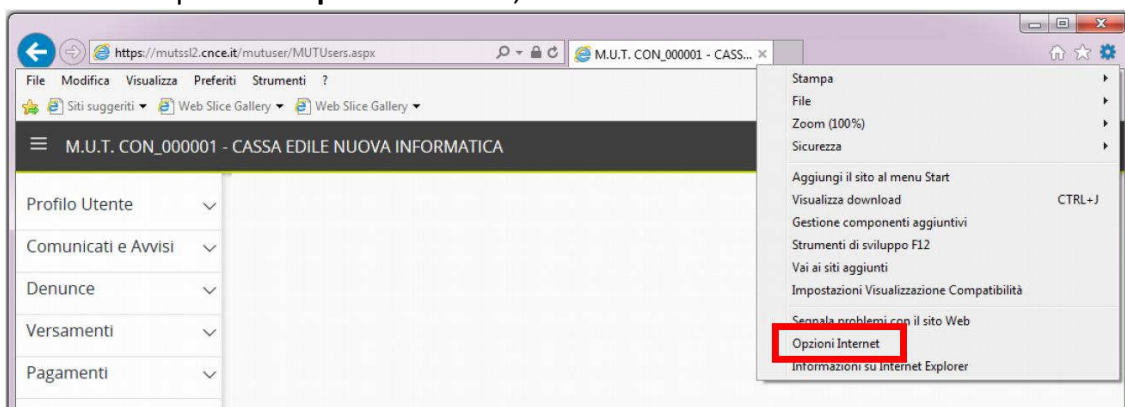 https://mutssl2.cnce.it/mutuser/MUTUsers.aspx
M.U.T. CON_000001 - CASS...
File Modifica Visualizza Preferiti Strumenti ?
Siti suggeriti Web Slice Gallery Web Slice Gallery
M.U.T. CON_000001 - CASSA EDILE NUOVA INFORMATICA
Profilo Utente
Comunicati e Avvisi
Denunce
Versamenti
Pagamenti
Stampa
File
Zoom (100%)
Sicurezza
Aggiungi il sito al menu Start
Visualizza download CTRL+J
Gestione componenti aggiuntivi
Strumenti di sviluppo F12
Vai ai siti aggiunti
Impostazioni Visualizzazione Compatibilità
Segnala problemi con il sito Web
Opzioni Internet
Informazioni su Internet Explorer